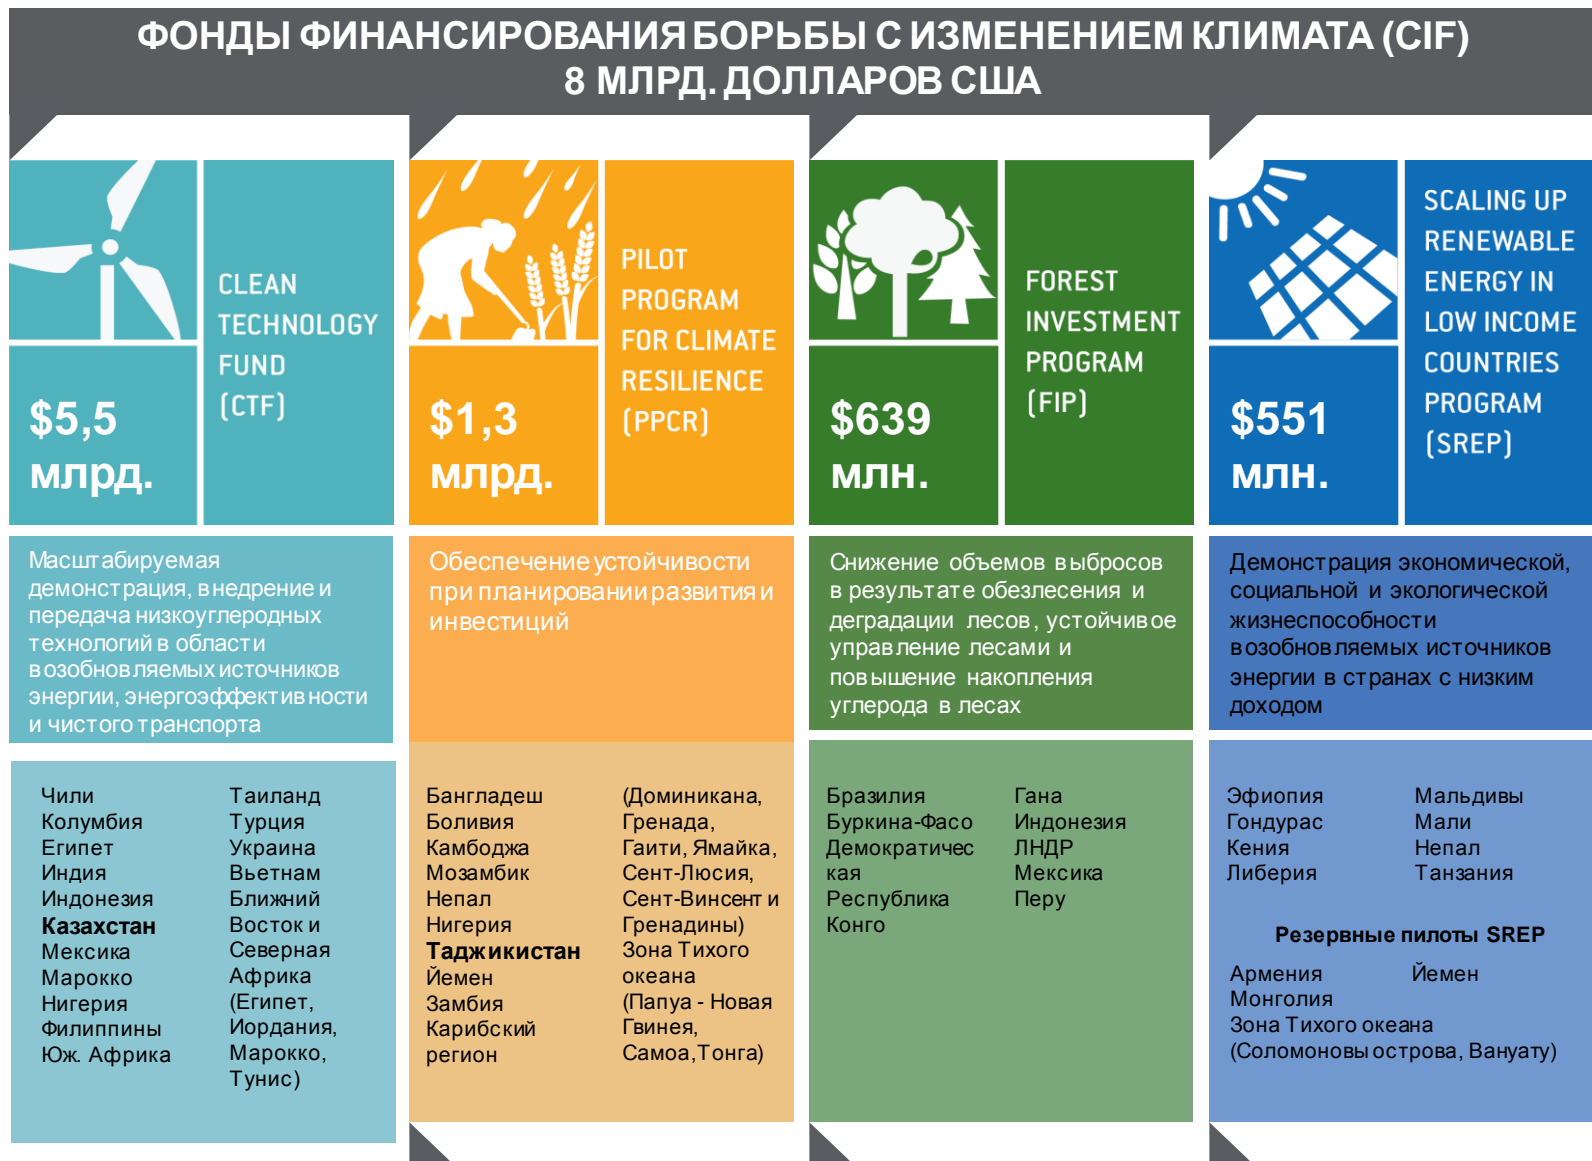 ФОНДЫ ФИНАНСИРОВАНИЯ БОРЬБЫ С ИЗМЕНЕНИЕМ КЛИМАТА (CIF)
8 МЛРД. ДОЛЛАРОВ США
CLEAN
TECHNOLOGY
FUND
(CTF)
$5,5
млрд.
Масштабируемая
демонстрация, внедрение и
передача низкоуглеродных
технологий в области
возобновляемых источников
энергии, энергоэффективности
и чистого транспорта
Чили
Колумбия
Египет
Индия
Индонезия
Казахстан
Мексика
Марокко
Нигерия
Филиппины
Юж. Африка
Таиланд
Турция
Украина
Вьетнам
Ближний
Восток и
Северная
Африка
(Египет,
Иордания,
Марокко,
Тунис)
PILOT
PROGRAM
FOR CLIMATE
RESILIENCE
(PPCR)
$1,3
млрд.
Обеспечение устойчивости
при планировании развития и
инвестиций
Бангладеш
Боливия
Камбоджа
Мозамбик
Непал
Нигерия
Таджикистан
Йемен
Замбия
Карибский
регион
(Доминикана,
Гренада,
Гаити, Ямайка,
Сент-Люсия,
Сент-Винсент и
Гренадины)
Зона Тихого
океана
(Папуа - Новая
Гвинея,
Самоа,Тонга)
FOREST
INVESTMENT
PROGRAM
(FIP)
$639
млн.
Снижение объемов выбросов
в результате обезлесения и
деградации лесов, устойчивое
управление лесами и
повышение накопления
углерода в лесах
Бразилия
Буркина-Фасо
Демократичес
кая
Республика
Конго
Гана
Индонезия
ЛНДР
Мексика
Перу
SCALING UP
RENEWABLE
ENERGY IN
LOW INCOME
COUNTRIES
PROGRAM
(SREP)
$551
млн.
Демонстрация экономической,
социальной и экологической
жизнеспособности
возобновляемых источников
энергии в странах с низким
доходом
Эфиопия
Гондурас
Кения
Либерия
Мальдивы
Мали
Непал
Танзания
Резервные пилоты SREP
Армения
Йемен
Монголия
Зона Тихого океана
(Соломоновы острова, Вануату)